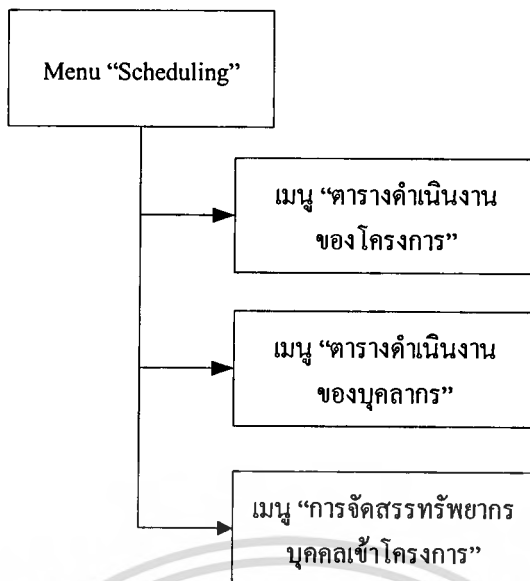 Menu “Scheduling”
เมนู “ตารางดำเนินงาน
ของโครงการ”
เมนู “ตารางดำเนินงาน
ของบุคลากร”
เมนู “การจัดสรรทรัพยากร
บุคคลเข้าโครงการ”